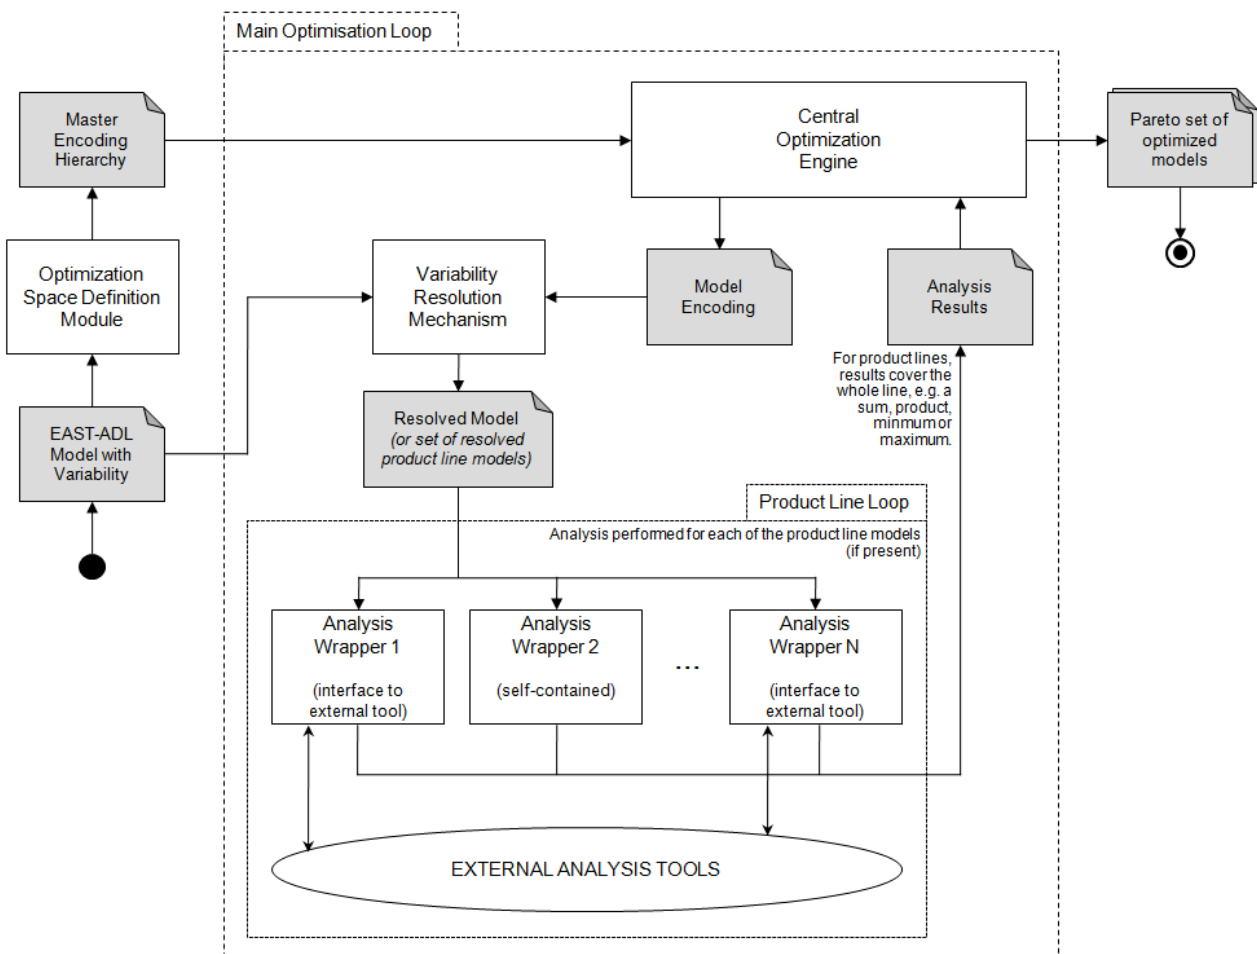 Main Optimisation Loop
Master
Encoding
Hierarchy
Central
Optimization
Engine
Pareto set of
optimized
models
Optimization
Space Definition
Module
Variability
Resolution
Mechanism
Model
Encoding
Analysis
Results
For product lines,
results cover the
whole line, e.g. a
sum, product,
minmum or
maximum.
EAST-ADL
Model with
Variability
Resolved Model
(or set of resolved
product line models)
Product Line Loop
Analysis performed for each of the product line models
(if present)
Analysis
Wrapper 1
(interface to
external tool)
Analysis
Wrapper 2
(self-contained)
...
Analysis
Wrapper N
(interface to
external tool)
EXTERNAL ANALYSIS TOOLS